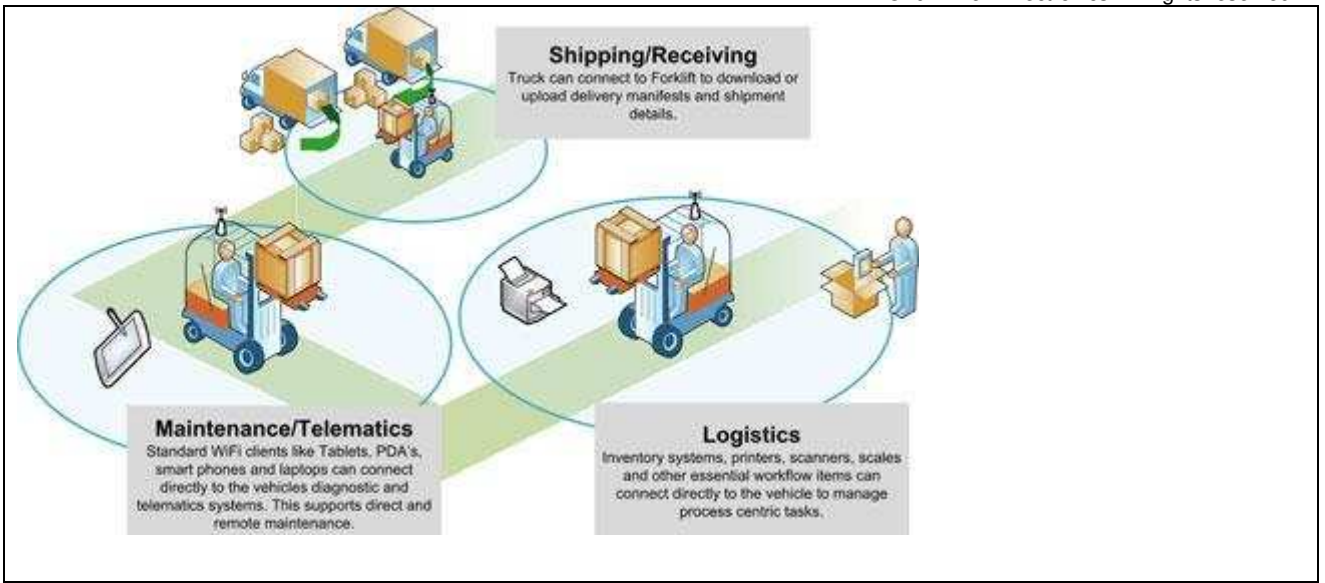 Shipping/Receiving
Truck can connect to Forklift to download or
upload delivery manifests and shipment
details.
Maintenance/Telematics
Standard WiFi clients like Tablets, PDA's,
smart phones and laptops can connect
directly to the vehicles diagnostic and
telematics systems. This supports direct and
remote maintenance.
Logistics
Inventory systems, printers, scanners, scales
and other essential workflow items can
connect directly to the vehicle to manage
process centric tasks.